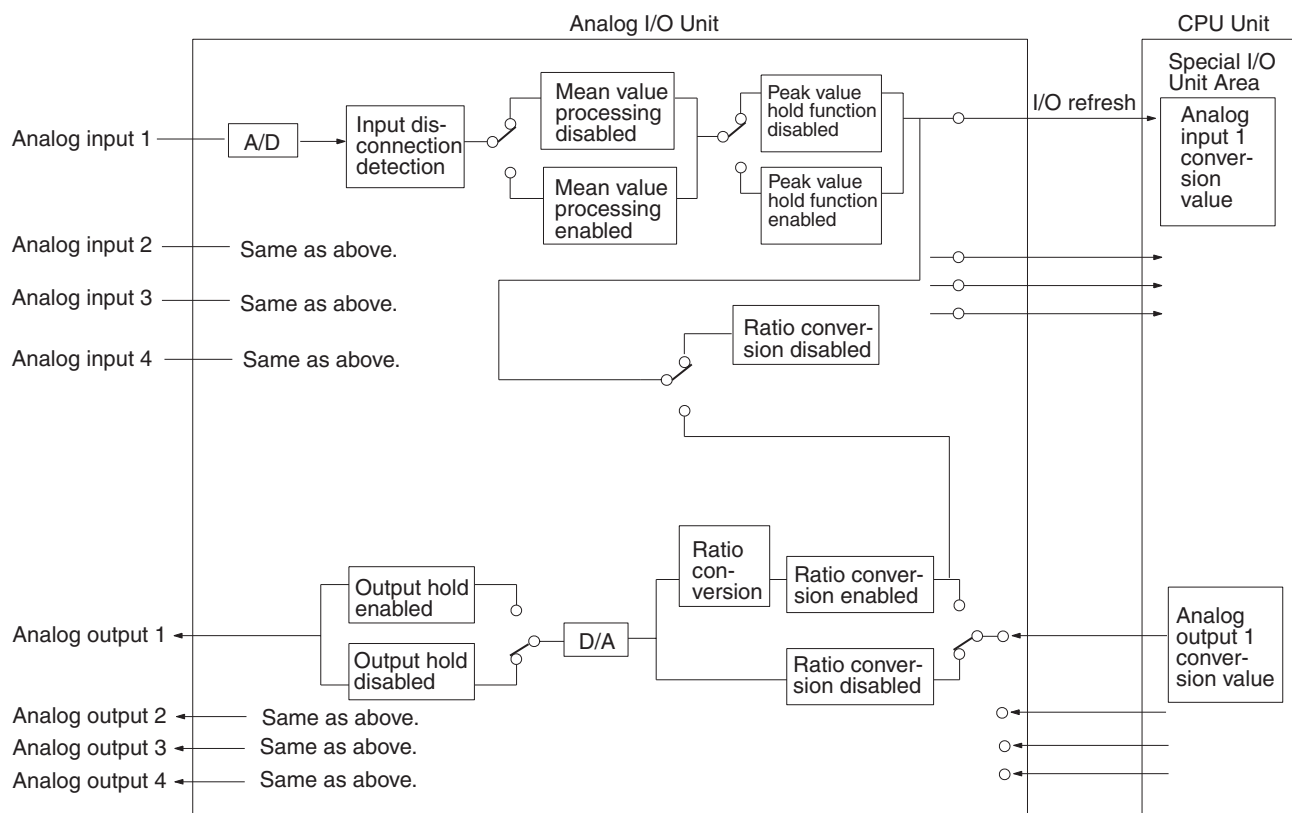 Analog I/O Unit
CPU Unit
Analog input 1
A/D
Input dis-
connection
detection
Mean value
processing
disabled
Mean value
processing
enabled
Peak value
hold function
disabled
Peak value
hold function
enabled
I/O refresh
Special I/O
Unit Area
Analog
input 1
conver-
sion
value
Analog input 2
Same as above.
Analog input 3
Same as above.
Analog input 4
Same as above.
Ratio conver-
sion disabled
Analog output 1
Output hold
enabled
Output hold
disabled
D/A
Ratio
con-
version
Ratio conver-
sion enabled
Ratio conver-
sion disabled
Analog
output 1
conver-
sion value
Analog output 2
Same as above.
Analog output 3
Same as above.
Analog output 4
Same as above.